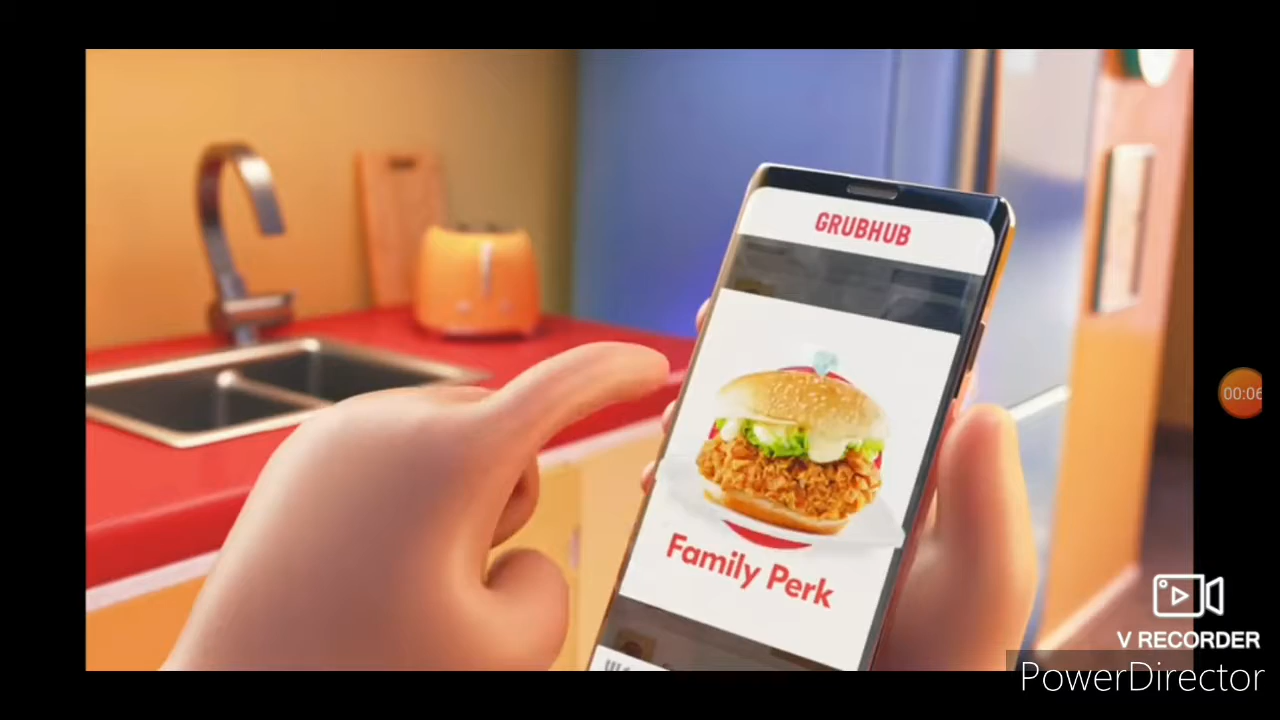 GRUBHUB
Family Perk
00:06
V RECORDER
PowerDirector